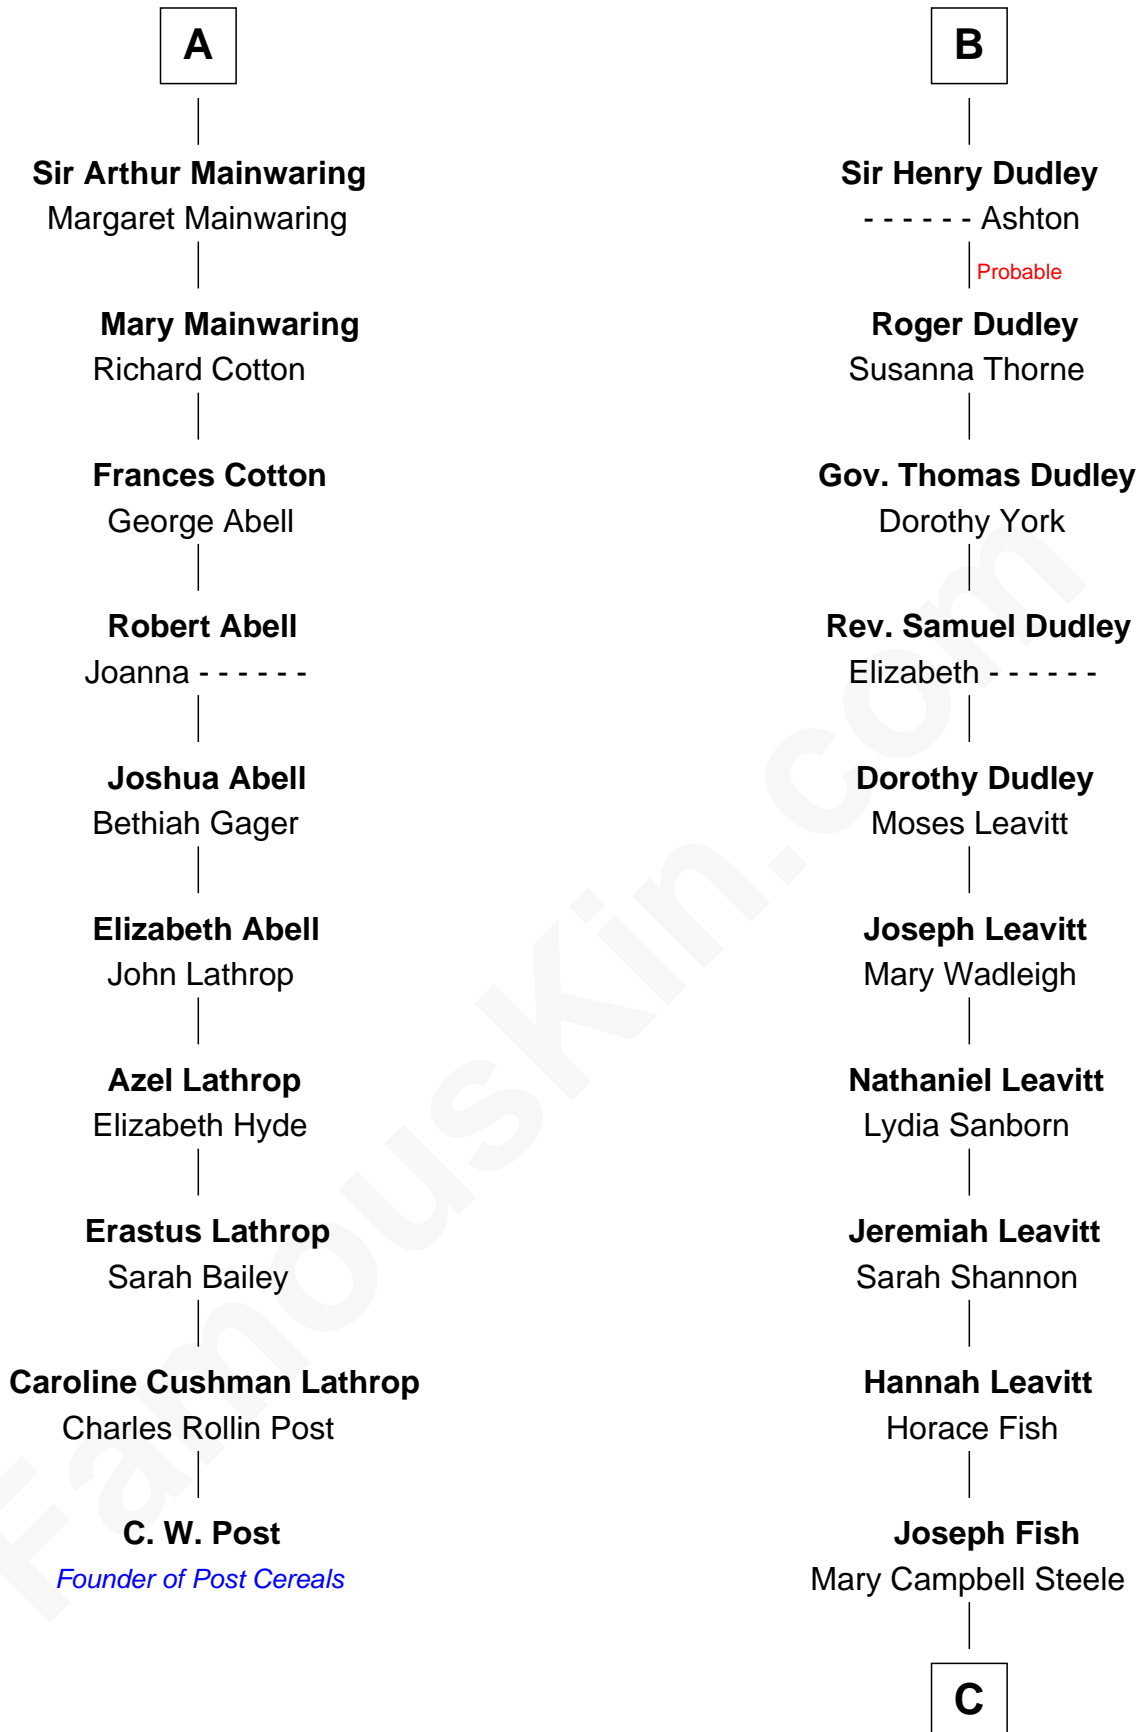 A
Sir Arthur Mainwaring
Margaret Mainwaring
Mary Mainwaring
Richard Cotton
Frances Cotton
George Abell
Robert Abell
Joanna - - - - - -
Joshua Abell
Bethiah Gager
Elizabeth Abell
John Lathrop
Azel Lathrop
Elizabeth Hyde
Erastus Lathrop
Sarah Bailey
Caroline Cushman Lathrop
Charles Rollin Post
C. W. Post
Founder of Post Cereals
B
Sir Henry Dudley
- - - - - - Ashton
Probable
Roger Dudley
Susanna Thorne
Gov. Thomas Dudley
Dorothy York
Rev. Samuel Dudley
Elizabeth - - - - - -
Dorothy Dudley
Moses Leavitt
Joseph Leavitt
Mary Wadleigh
Nathaniel Leavitt
Lydia Sanborn
Jeremiah Leavitt
Sarah Shannon
Hannah Leavitt
Horace Fish
Joseph Fish
Mary Campbell Steele
C
FamousKin.com